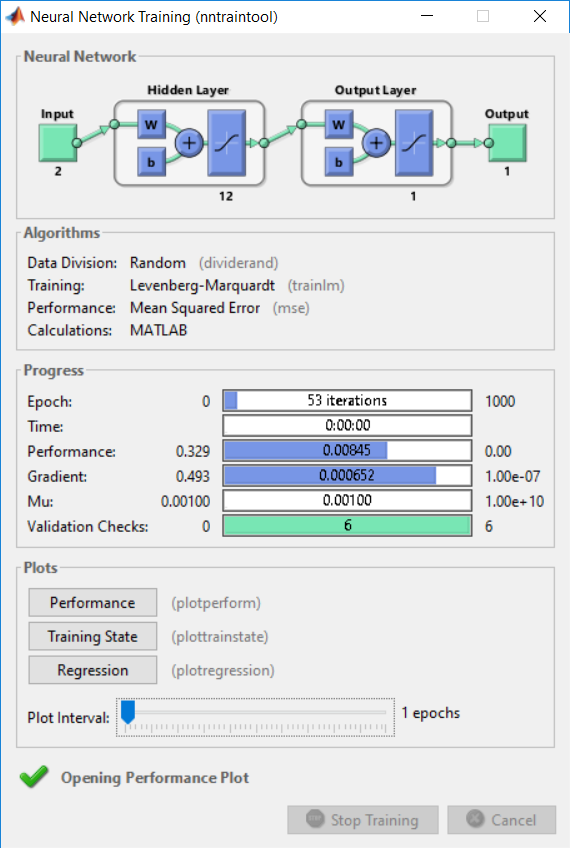 Neural Network Training (nntraintool)
Neural Network
Hidden Layer Output Layer
Input Output
W W
b + b +
2 12 1 1
Algorithms
Data Division: Random (dividerand)
Training: Levenberg-Marquardt (trainlm)
Performance: Mean Squared Error (mse)
Calculations: MATLAB
Progress
Epoch: 0 53 iterations 1000
Time: 0:00:00
Performance: 0.329 0.00845 0.00
Gradient: 0.493 0.000652 1.00e-07
Mu: 0.00100 0.00100 1.00e+10
Validation Checks: 0 6 6
Plots
Performance (plotperform)
Training State (plottrainstate)
Regression (plotregression)
Plot Interval: 1 epochs
Opening Performance Plot
Stop Training Cancel